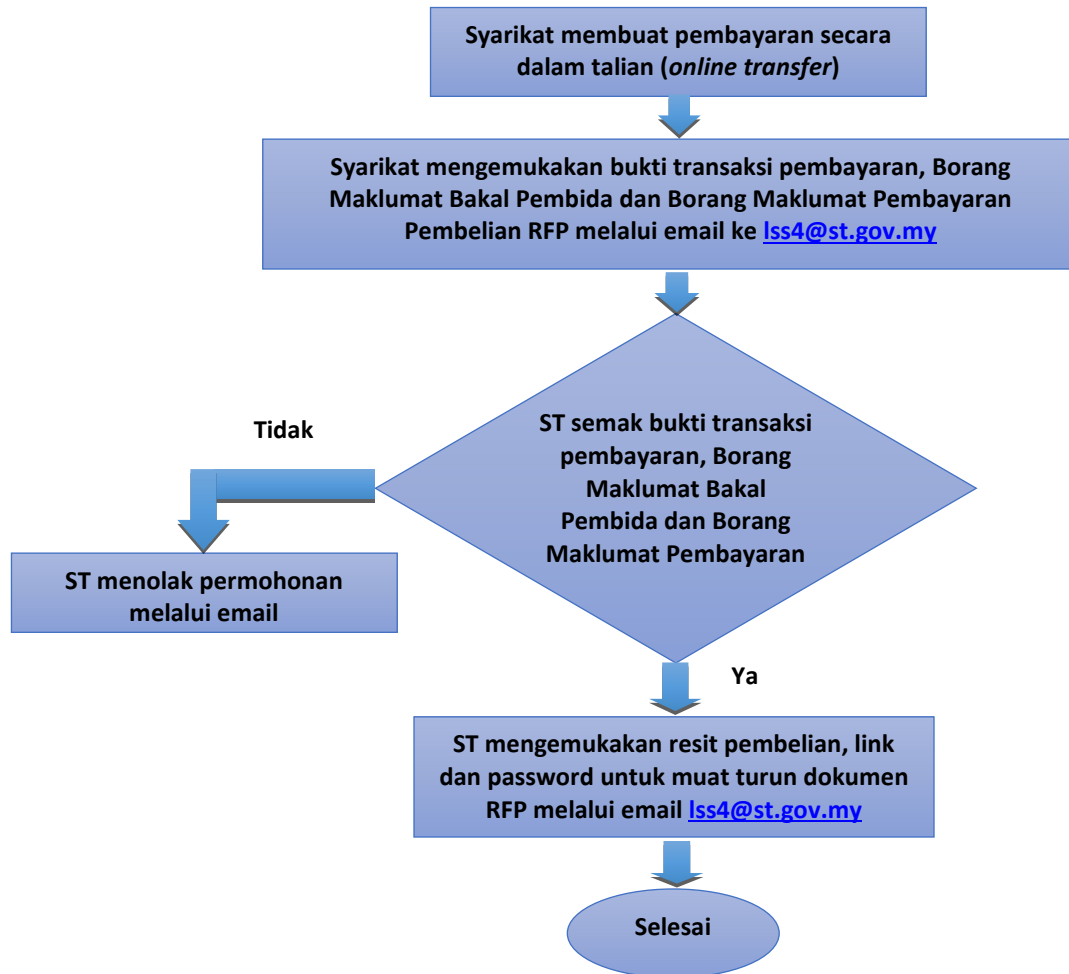 Syarikat membuat pembayaran secara
dalam talian (online transfer)
Syarikat mengemukakan bukti transaksi pembayaran, Borang
Maklumat Bakal Pembida dan Borang Maklumat Pembayaran
Pembelian RFP melalui email ke lss4@st.gov.my
ST semak bukti transaksi
pembayaran, Borang
Maklumat Bakal
Pembida dan Borang
Maklumat Pembayaran
Tidak
ST menolak permohonan
melalui email
Ya
ST mengemukakan resit pembelian, link
dan password untuk muat turun dokumen
RFP melalui email lss4@st.gov.my
Selesai